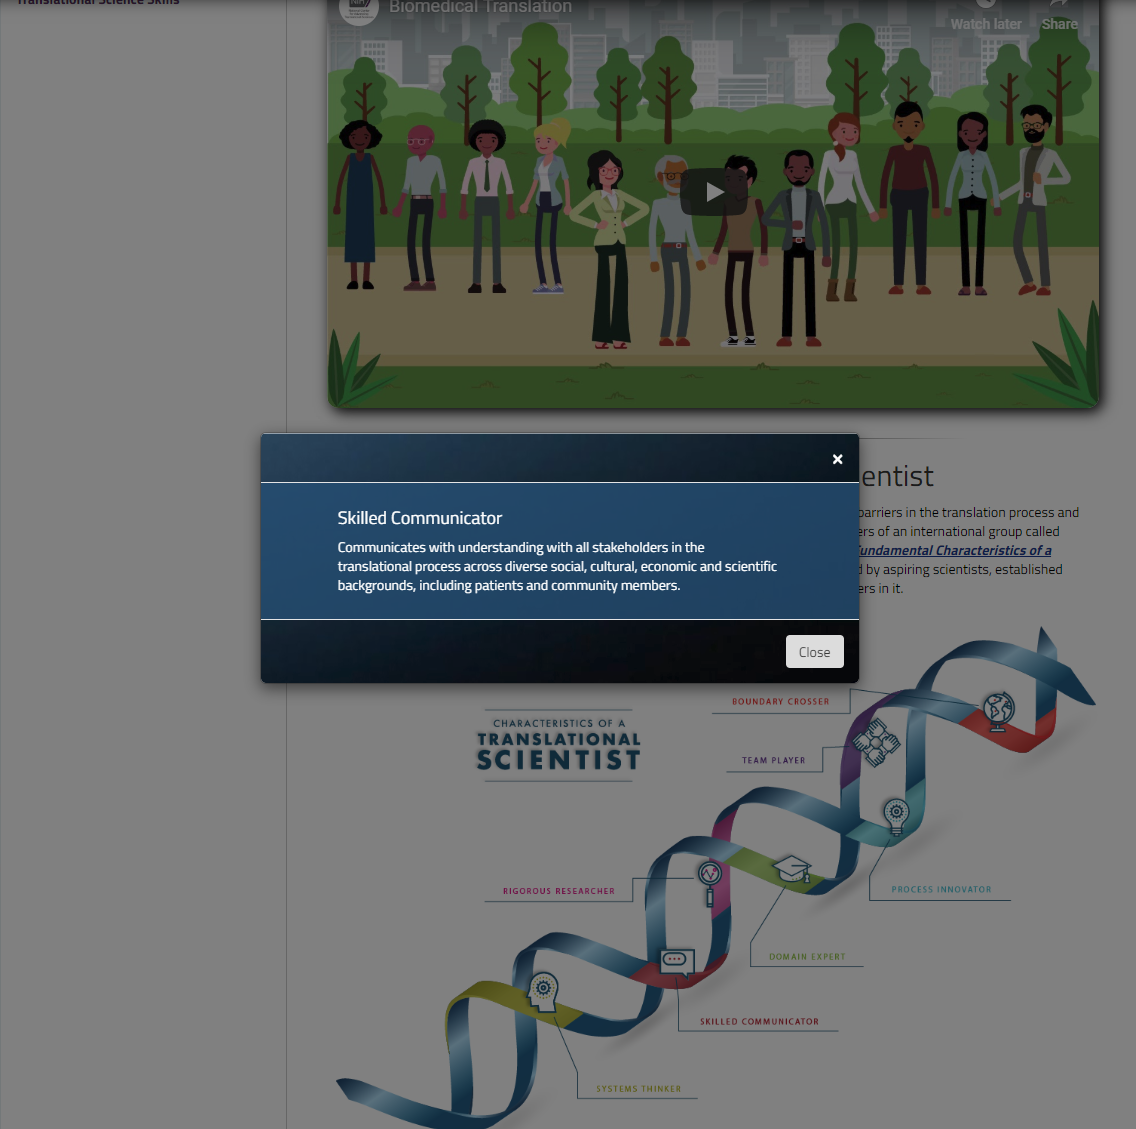 Translational Science Skills
Biomedical Translation
Watch later
Share
×
Skilled Communicator
Communicates with understanding with all stakeholders in the
translational process across diverse social, cultural, economic and scientific
backgrounds, including patients and community members.
Close
entist
barriers in the translation process and
ers of an international group called
Fundamental Characteristics of a
d by aspiring scientists, established
ers in it.
CHARACTERISTICS OF A
TRANSLATIONAL
SCIENTIST
BOUNDARY CROSSER
TEAM PLAYER
RIGOROUS RESEARCHER
PROCESS INNOVATOR
DOMAIN EXPERT
SKILLED COMMUNICATOR
SYSTEMS THINKER